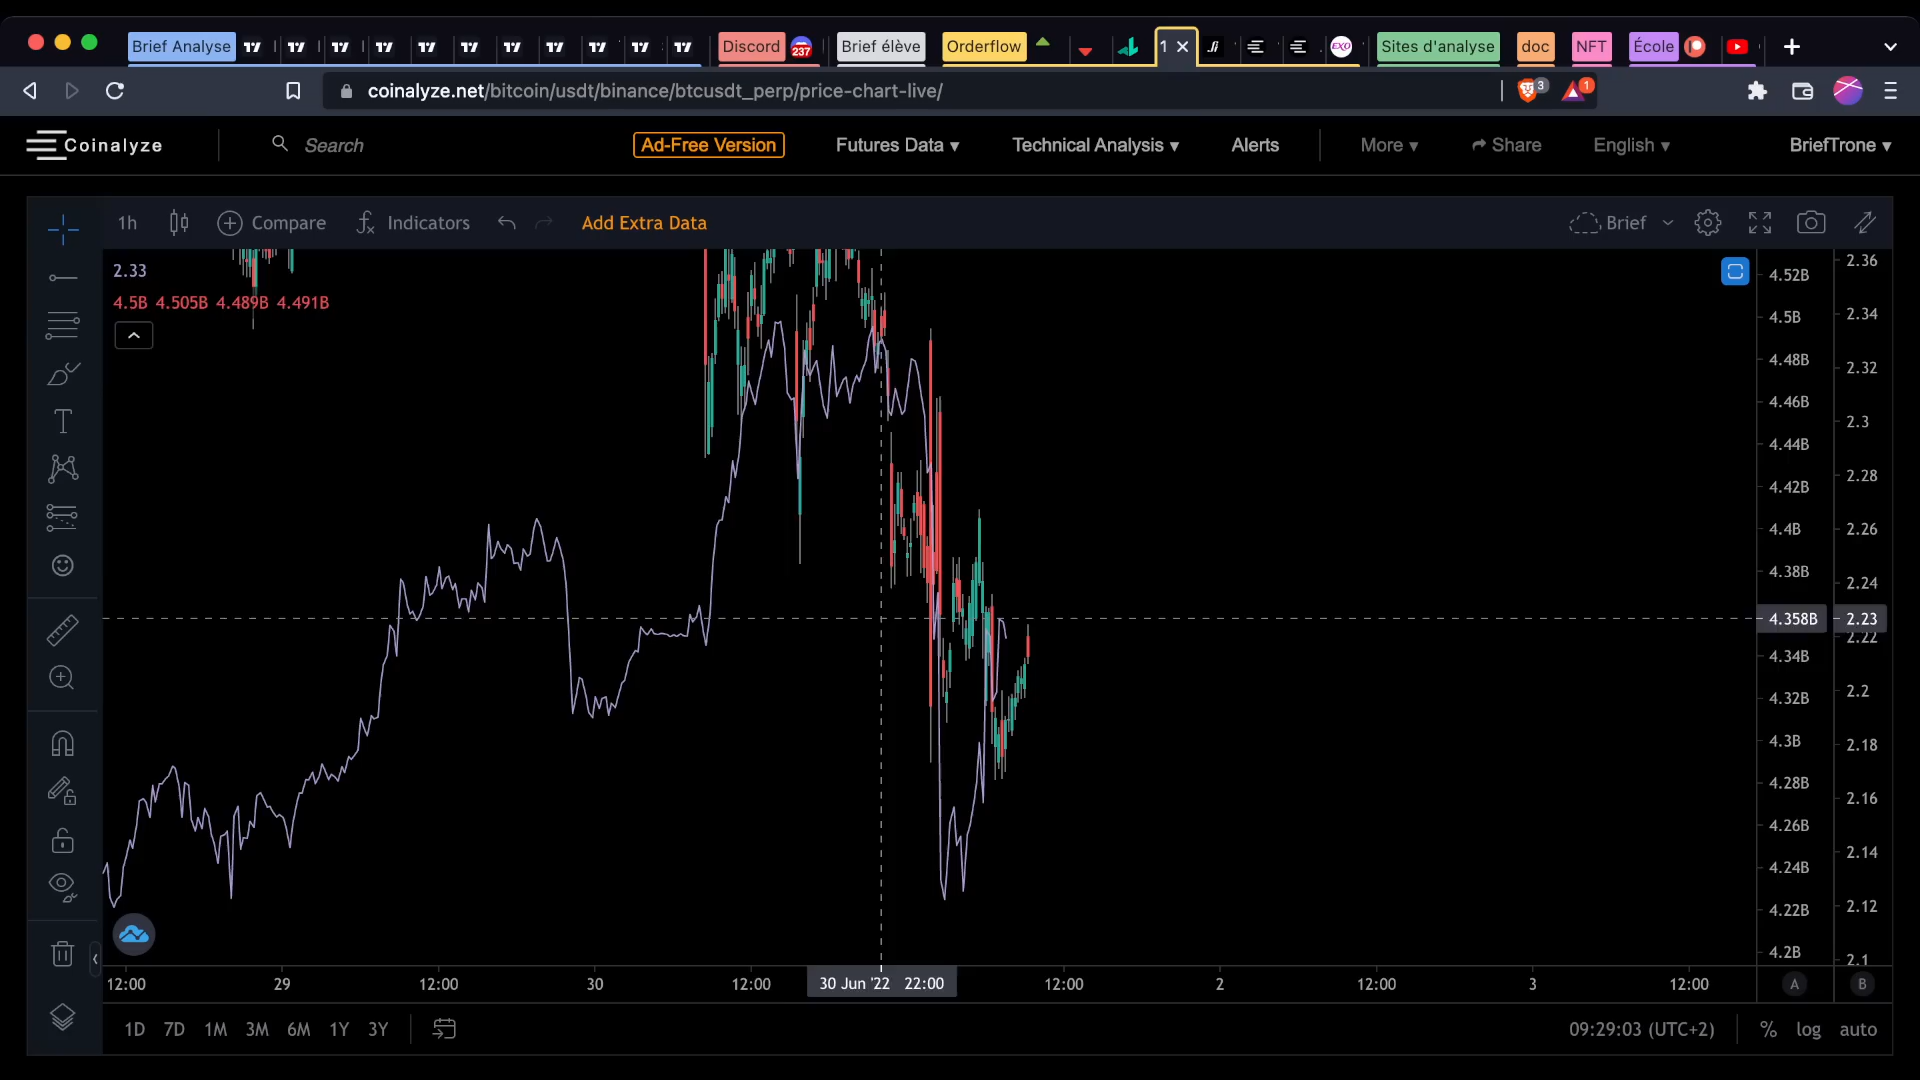 Brief Analyse
Discord 237
Brief élève
Orderflow
1
EXO
Sites d'analyse
doc
NFT
École
coinalyze.net/bitcoin/usdt/binance/btcusdt_perp/price-chart-live/
3
1
Coinalyze
Search
Ad-Free Version
Futures Data ▾
Technical Analysis ▾
Alerts
More ▾
Share
English ▾
BriefTrone ▾
1h
Compare
Indicators
Add Extra Data
Brief
2.33
4.5B 4.505B 4.489B 4.491B
4.52B
4.5B
4.48B
4.46B
4.44B
4.42B
4.4B
4.38B
4.358B
4.34B
4.32B
4.3B
4.28B
4.26B
4.24B
4.22B
4.2B
2.36
2.34
2.32
2.3
2.28
2.26
2.24
2.23
2.22
2.2
2.18
2.16
2.14
2.12
2.1
12:00 29 12:00 30 12:00 30 Jun '22 22:00 12:00 2 12:00 3 12:00 A B
1D 7D 1M 3M 6M 1Y 3Y
09:29:03 (UTC+2) % log auto